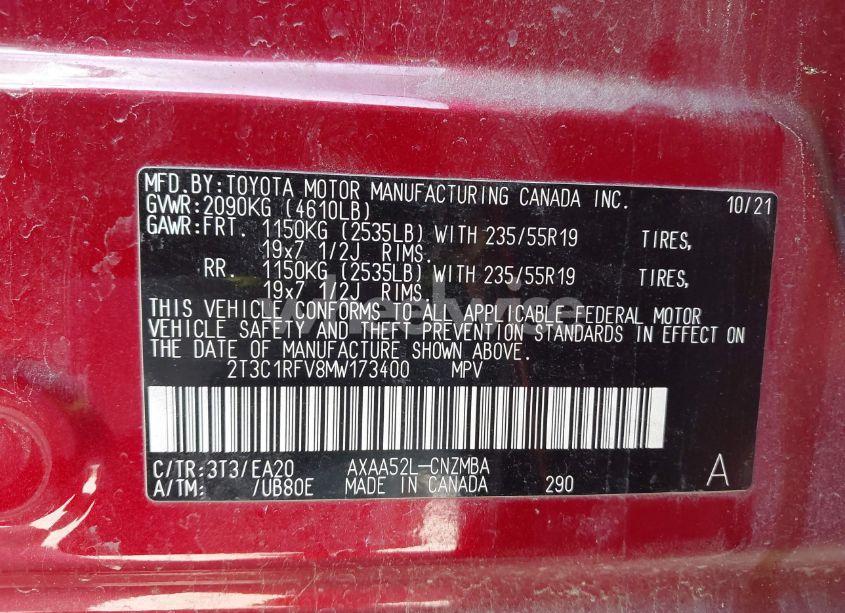 MFD.BY:TOYOTA MOTOR MANUFACTURING CANADA INC. 10/21
GVWR:2090KG (4610LB)
GAWR:FRT. 1150KG (2535LB) WITH 235/55R19 TIRES,
19x7 1/2J RIMS.
RR. 1150KG (2535LB) WITH 235/55R19 TIRES,
19x7 1/2J RIMS.
THIS VEHICLE CONFORMS TO ALL APPLICABLE FEDERAL MOTOR
VEHICLE SAFETY AND THEFT PREVENTION STANDARDS IN EFFECT ON
THE DATE OF MANUFACTURE SHOWN ABOVE.
2T3C1RFV8MW173400 MPV
C/TR:3T3/EA20 AXAA52L-CNZMBA
A/TM: /UB80E MADE IN CANADA 290 A